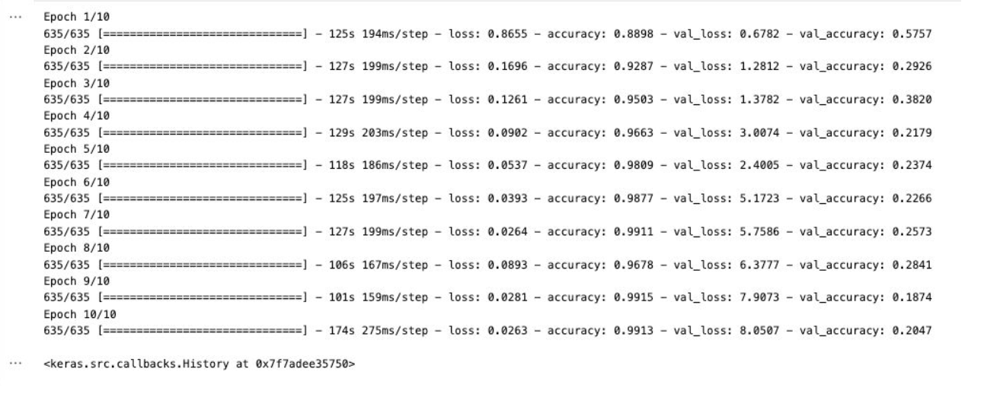 ... Epoch 1/10
635/635 [==============================] - 125s 194ms/step - loss: 0.8655 - accuracy: 0.8898 - val_loss: 0.6782 - val_accuracy: 0.5757
Epoch 2/10
635/635 [==============================] - 127s 199ms/step - loss: 0.1696 - accuracy: 0.9287 - val_loss: 1.2812 - val_accuracy: 0.2926
Epoch 3/10
635/635 [==============================] - 127s 199ms/step - loss: 0.1261 - accuracy: 0.9503 - val_loss: 1.3782 - val_accuracy: 0.3820
Epoch 4/10
635/635 [==============================] - 129s 203ms/step - loss: 0.0902 - accuracy: 0.9663 - val_loss: 3.0074 - val_accuracy: 0.2179
Epoch 5/10
635/635 [==============================] - 118s 186ms/step - loss: 0.0537 - accuracy: 0.9809 - val_loss: 2.4005 - val_accuracy: 0.2374
Epoch 6/10
635/635 [==============================] - 125s 197ms/step - loss: 0.0393 - accuracy: 0.9877 - val_loss: 5.1723 - val_accuracy: 0.2266
Epoch 7/10
635/635 [==============================] - 127s 199ms/step - loss: 0.0264 - accuracy: 0.9911 - val_loss: 5.7586 - val_accuracy: 0.2573
Epoch 8/10
635/635 [==============================] - 106s 167ms/step - loss: 0.0893 - accuracy: 0.9678 - val_loss: 6.3777 - val_accuracy: 0.2841
Epoch 9/10
635/635 [==============================] - 101s 159ms/step - loss: 0.0281 - accuracy: 0.9915 - val_loss: 7.9073 - val_accuracy: 0.1874
Epoch 10/10
635/635 [==============================] - 174s 275ms/step - loss: 0.0263 - accuracy: 0.9913 - val_loss: 8.0507 - val_accuracy: 0.2047
... <keras.src.callbacks.History at 0x7f7adee35750>